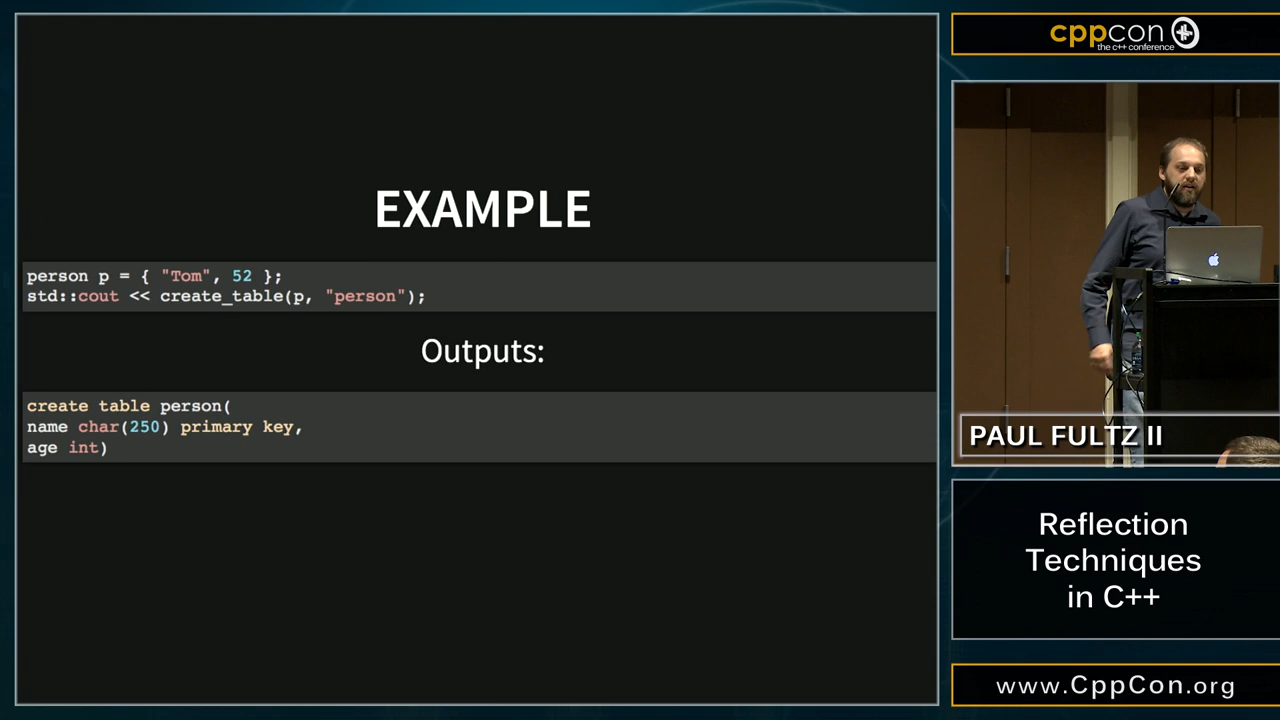 EXAMPLE
person p = { "Tom", 52 };
std::cout << create_table(p, "person");
Outputs:
create table person(
name char(250) primary key,
age int)
cppcon
the c++ conference
PAUL FULTZ II
Reflection
Techniques
in C++
www.CppCon.org